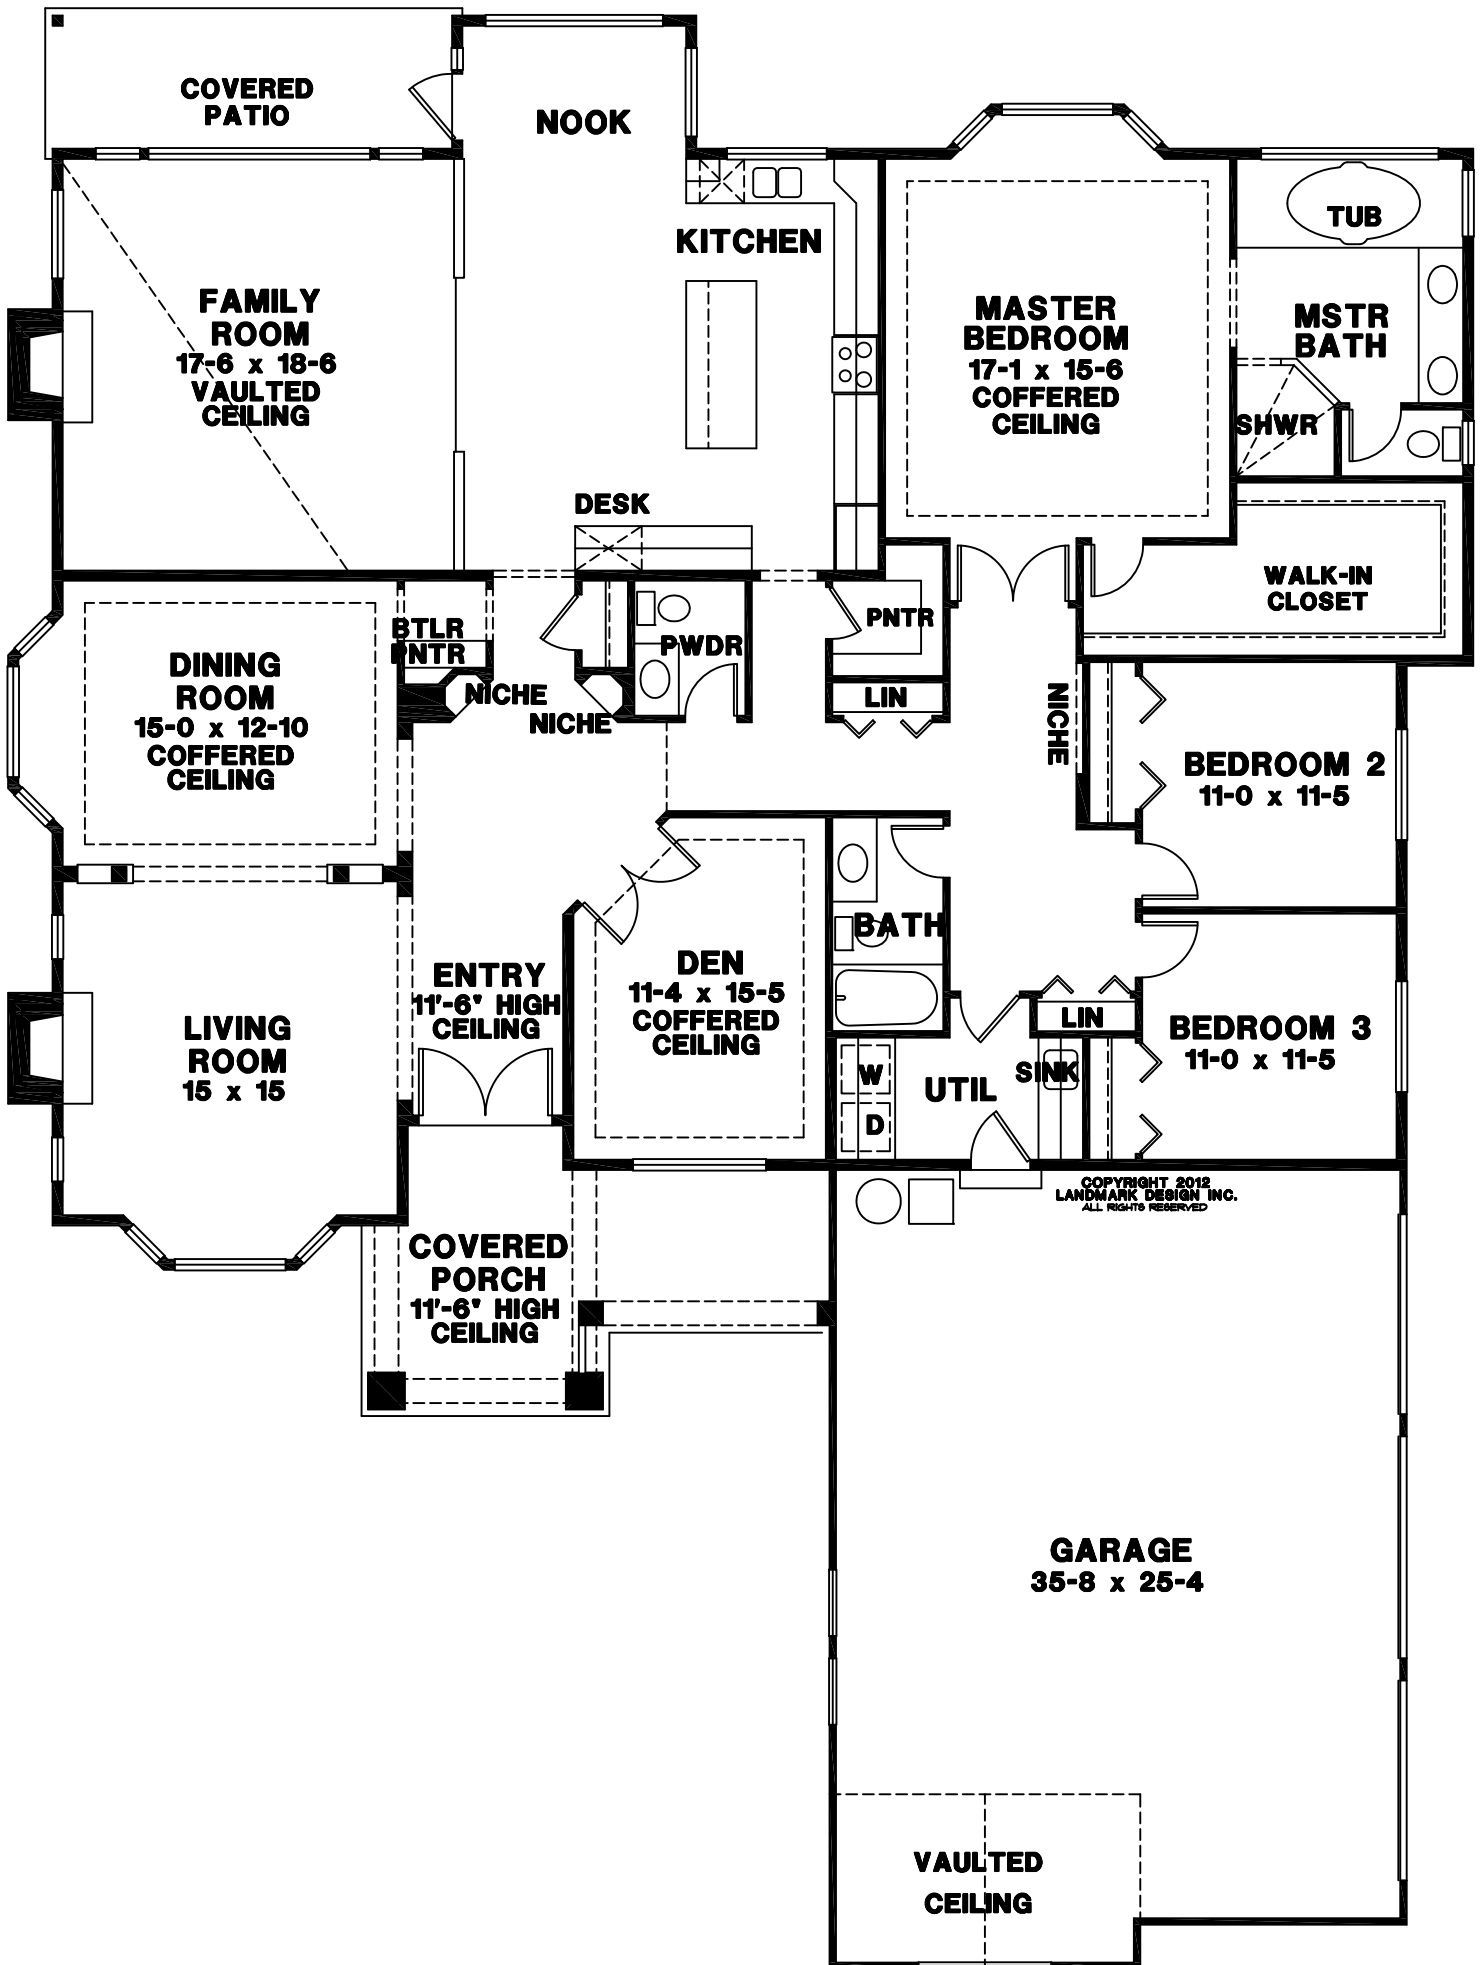 COVERED
PATIO
NOOK
KITCHEN
FAMILY
ROOM
17-6 x 18-6
VAULTED
CEILING
MASTER
BEDROOM
17-1 x 15-6
COFFERED
CEILING
TUB
MSTR
BATH
SHWR
DESK
WALK-IN
CLOSET
BTLR
PNTR
PWDR
PNTR
LIN
NICHE
NICHE
NICHE
DINING
ROOM
15-0 x 12-10
COFFERED
CEILING
BEDROOM 2
11-0 x 11-5
BATH
DEN
11-4 x 15-5
COFFERED
CEILING
ENTRY
11'-6" HIGH
CEILING
LIVING
ROOM
15 x 15
LIN
BEDROOM 3
11-0 x 11-5
W
D
UTIL
SINK
COPYRIGHT 2012
LANDMARK DESIGN INC.
ALL RIGHTS RESERVED
COVERED
PORCH
11'-6" HIGH
CEILING
GARAGE
35-8 x 25-4
VAULTED
CEILING